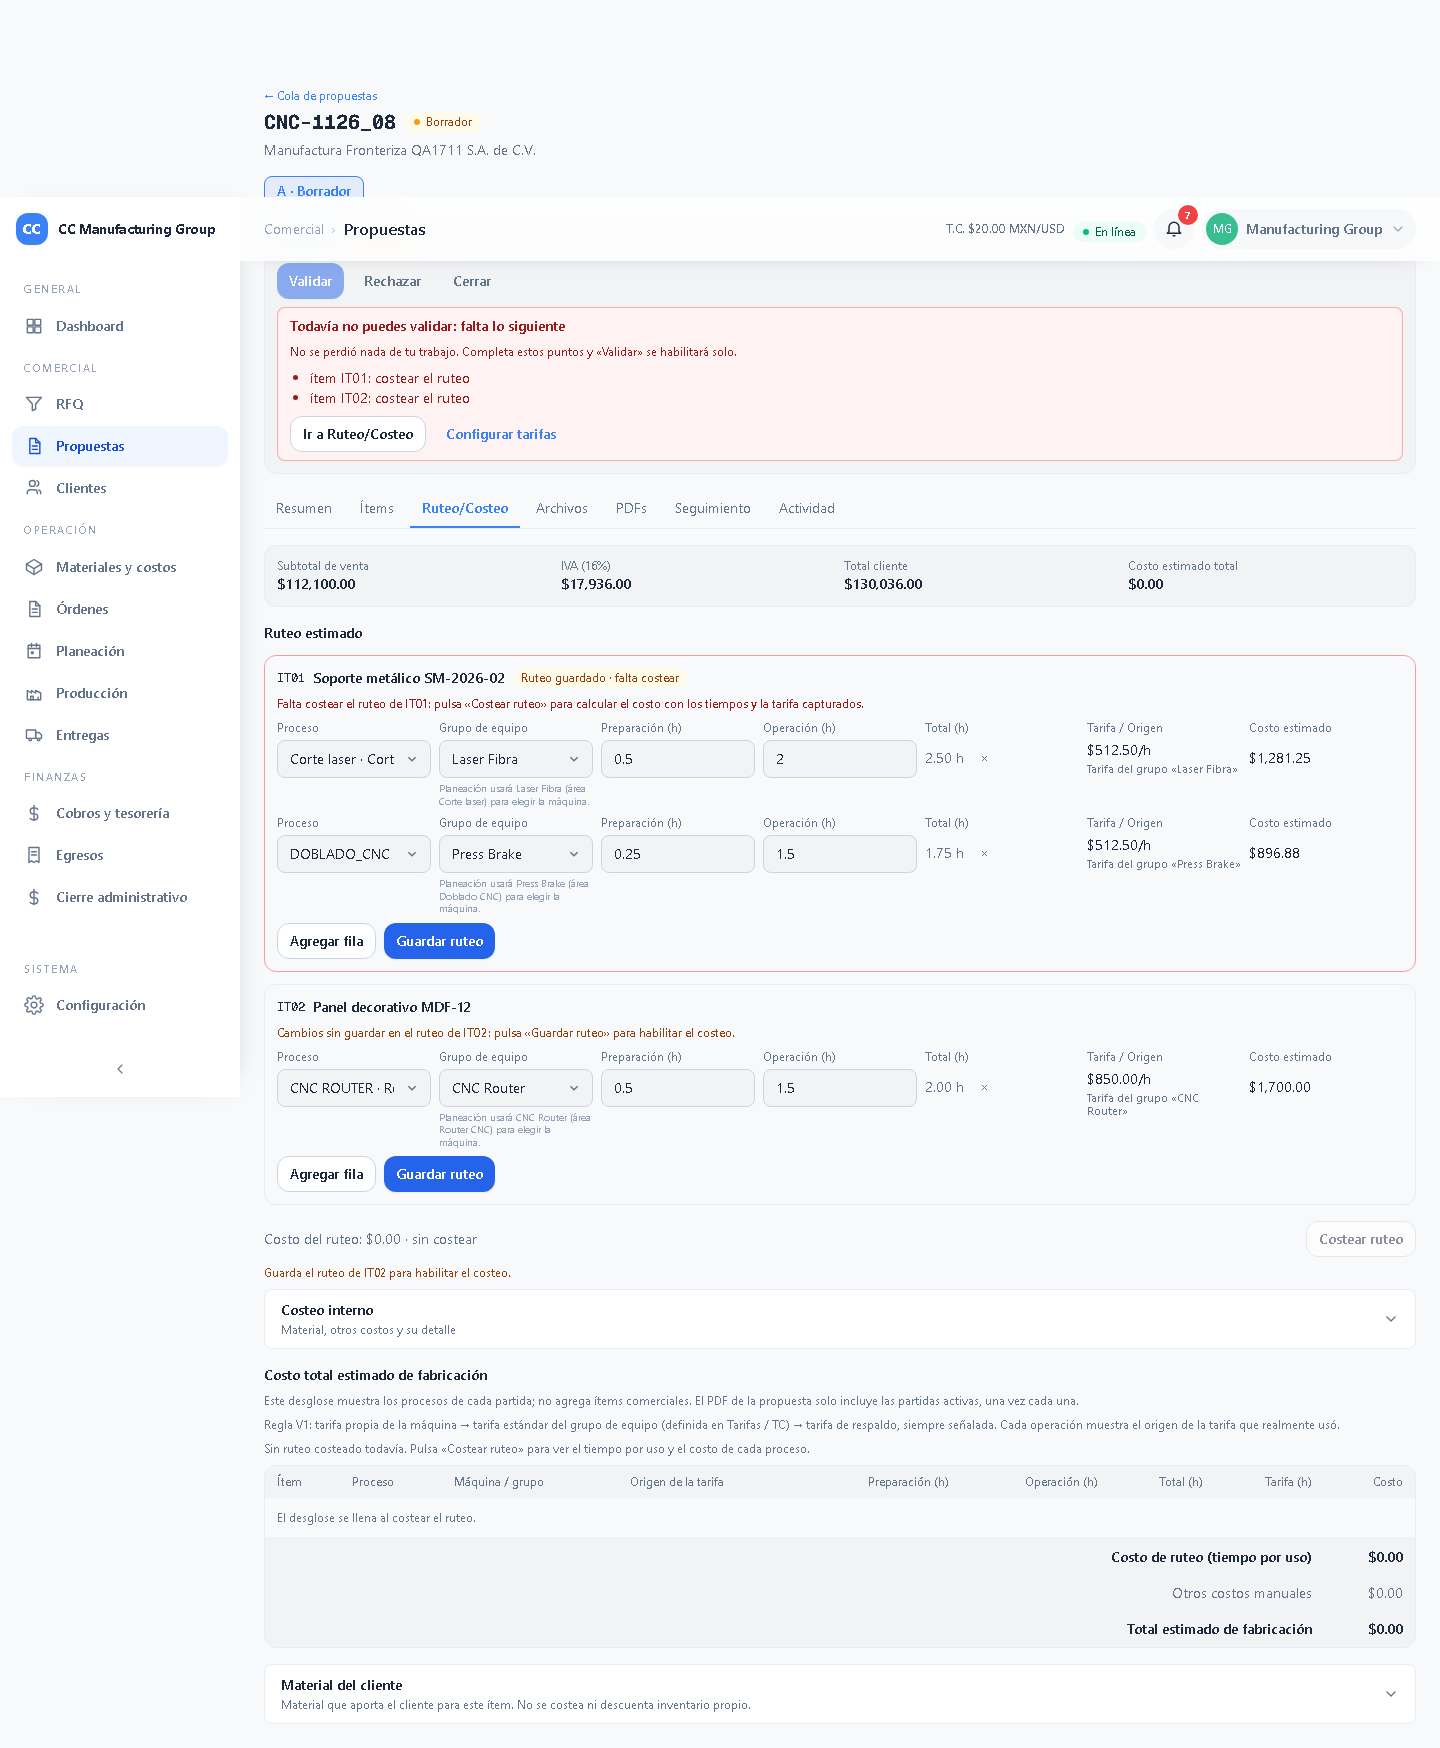 ← Cola de propuestas
CNC-1126_08
Borrador
Manufactura Fronteriza QA1711 S.A. de C.V.
A · Borrador
CC
CC Manufacturing Group
Comercial › Propuestas
T.C. $20.00 MXN/USD
En línea
7
MG
Manufacturing Group
GENERAL
Dashboard
COMERCIAL
RFQ
Propuestas
Clientes
OPERACIÓN
Materiales y costos
Órdenes
Planeación
Producción
Entregas
FINANZAS
Cobros y tesorería
Egresos
Cierre administrativo
SISTEMA
Configuración
Validar
Rechazar
Cerrar
Todavía no puedes validar: falta lo siguiente
No se perdió nada de tu trabajo. Completa estos puntos y «Validar» se habilitará solo.
• ítem IT01: costear el ruteo
• ítem IT02: costear el ruteo
Ir a Ruteo/Costeo
Configurar tarifas
Resumen
Ítems
Ruteo/Costeo
Archivos
PDFs
Seguimiento
Actividad
Subtotal de venta
$112,100.00
IVA (16%)
$17,936.00
Total cliente
$130,036.00
Costo estimado total
$0.00
Ruteo estimado
IT01 Soporte metálico SM-2026-02
Ruteo guardado · falta costear
Falta costear el ruteo de IT01: pulsa «Costear ruteo» para calcular el costo con los tiempos y la tarifa capturados.
Proceso
Corte laser · Cort
Grupo de equipo
Laser Fibra
Planeación usará Laser Fibra (área
Corte laser) para elegir la máquina.
Preparación (h)
0.5
Operación (h)
2
Total (h)
2.50 h ×
Tarifa / Origen
$512.50/h
Tarifa del grupo «Laser Fibra»
Costo estimado
$1,281.25
Proceso
DOBLADO_CNC
Grupo de equipo
Press Brake
Planeación usará Press Brake (área
Doblado CNC) para elegir la
máquina.
Preparación (h)
0.25
Operación (h)
1.5
Total (h)
1.75 h ×
Tarifa / Origen
$512.50/h
Tarifa del grupo «Press Brake»
Costo estimado
$896.88
Agregar fila
Guardar ruteo
IT02 Panel decorativo MDF-12
Cambios sin guardar en el ruteo de IT02: pulsa «Guardar ruteo» para habilitar el costeo.
Proceso
CNC ROUTER · R
Grupo de equipo
CNC Router
Planeación usará CNC Router (área
Router CNC) para elegir la
máquina.
Preparación (h)
0.5
Operación (h)
1.5
Total (h)
2.00 h ×
Tarifa / Origen
$850.00/h
Tarifa del grupo «CNC
Router»
Costo estimado
$1,700.00
Agregar fila
Guardar ruteo
Costo del ruteo: $0.00 · sin costear
Costear ruteo
Guarda el ruteo de IT02 para habilitar el costeo.
Costeo interno
Material, otros costos y su detalle
Costo total estimado de fabricación
Este desglose muestra los procesos de cada partida; no agrega ítems comerciales. El PDF de la propuesta solo incluye las partidas activas, una vez cada una.
Regla V1: tarifa propia de la máquina → tarifa estándar del grupo de equipo (definida en Tarifas / TC) → tarifa de respaldo, siempre señalada. Cada operación muestra el origen de la tarifa que realmente usó.
Sin ruteo costeado todavía. Pulsa «Costear ruteo» para ver el tiempo por uso y el costo de cada proceso.
Ítem Proceso Máquina / grupo Origen de la tarifa Preparación (h) Operación (h) Total (h) Tarifa (h) Costo
El desglose se llena al costear el ruteo.
Costo de ruteo (tiempo por uso) $0.00
Otros costos manuales $0.00
Total estimado de fabricación $0.00
Material del cliente
Material que aporta el cliente para este ítem. No se costea ni descuenta inventario propio.